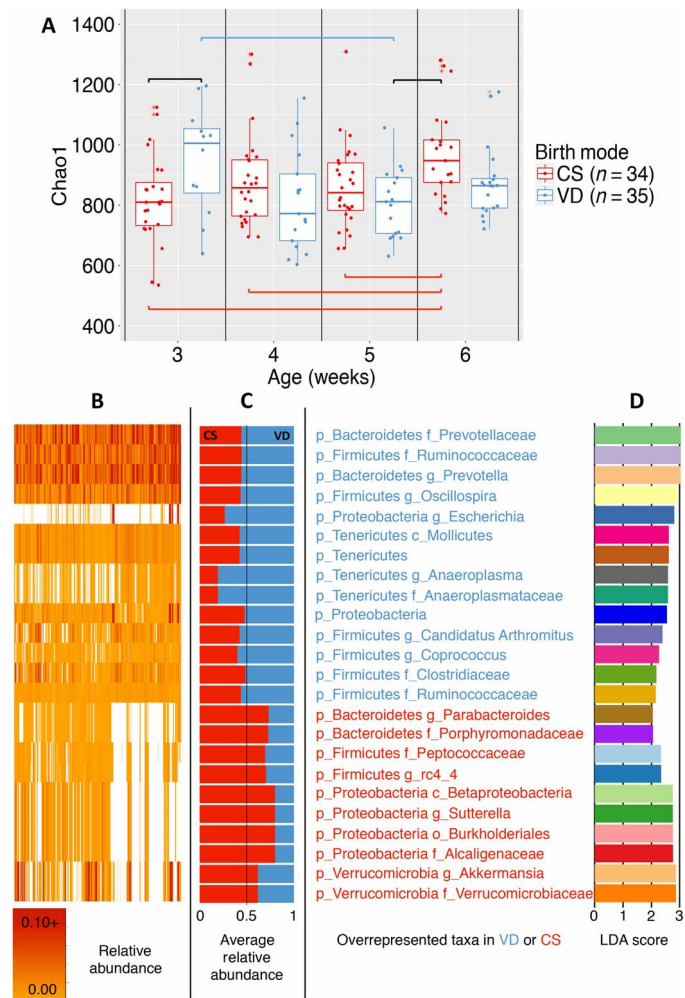 A
1400
1200
1000
800
600
400
Chao1
3 4 5 6
Age (weeks)
Birth mode
CS (n = 34)
VD (n = 35)
B C D
CS VD
p_Bacteroidetes f_Prevotellaceae
p_Firmicutes f_Ruminococcaceae
p_Bacteroidetes g_Prevotella
p_Firmicutes g_Oscillospira
p_Proteobacteria g_Escherichia
p_Tenericutes c_Mollicutes
p_Tenericutes
p_Tenericutes g_Anaeroplasma
p_Tenericutes f_Anaeroplasmataceae
p_Proteobacteria
p_Firmicutes g_Candidatus Arthromitus
p_Firmicutes g_Coprococcus
p_Firmicutes f_Clostridiaceae
p_Firmicutes f_Ruminococcaceae
p_Bacteroidetes g_Parabacteroides
p_Bacteroidetes f_Porphyromonadaceae
p_Firmicutes f_Peptococcaceae
p_Firmicutes g_rc4_4
p_Proteobacteria c_Betaproteobacteria
p_Proteobacteria g_Sutterella
p_Proteobacteria o_Burkholderiales
p_Proteobacteria f_Alcaligenaceae
p_Verrucomicrobia g_Akkermansia
p_Verrucomicrobia f_Verrucomicrobiaceae
0 0.5 1
0 1 2 3
0.10+
0.00
Relative
abundance
Average
relative
abundance
Overrepresented taxa in VD or CS
LDA score